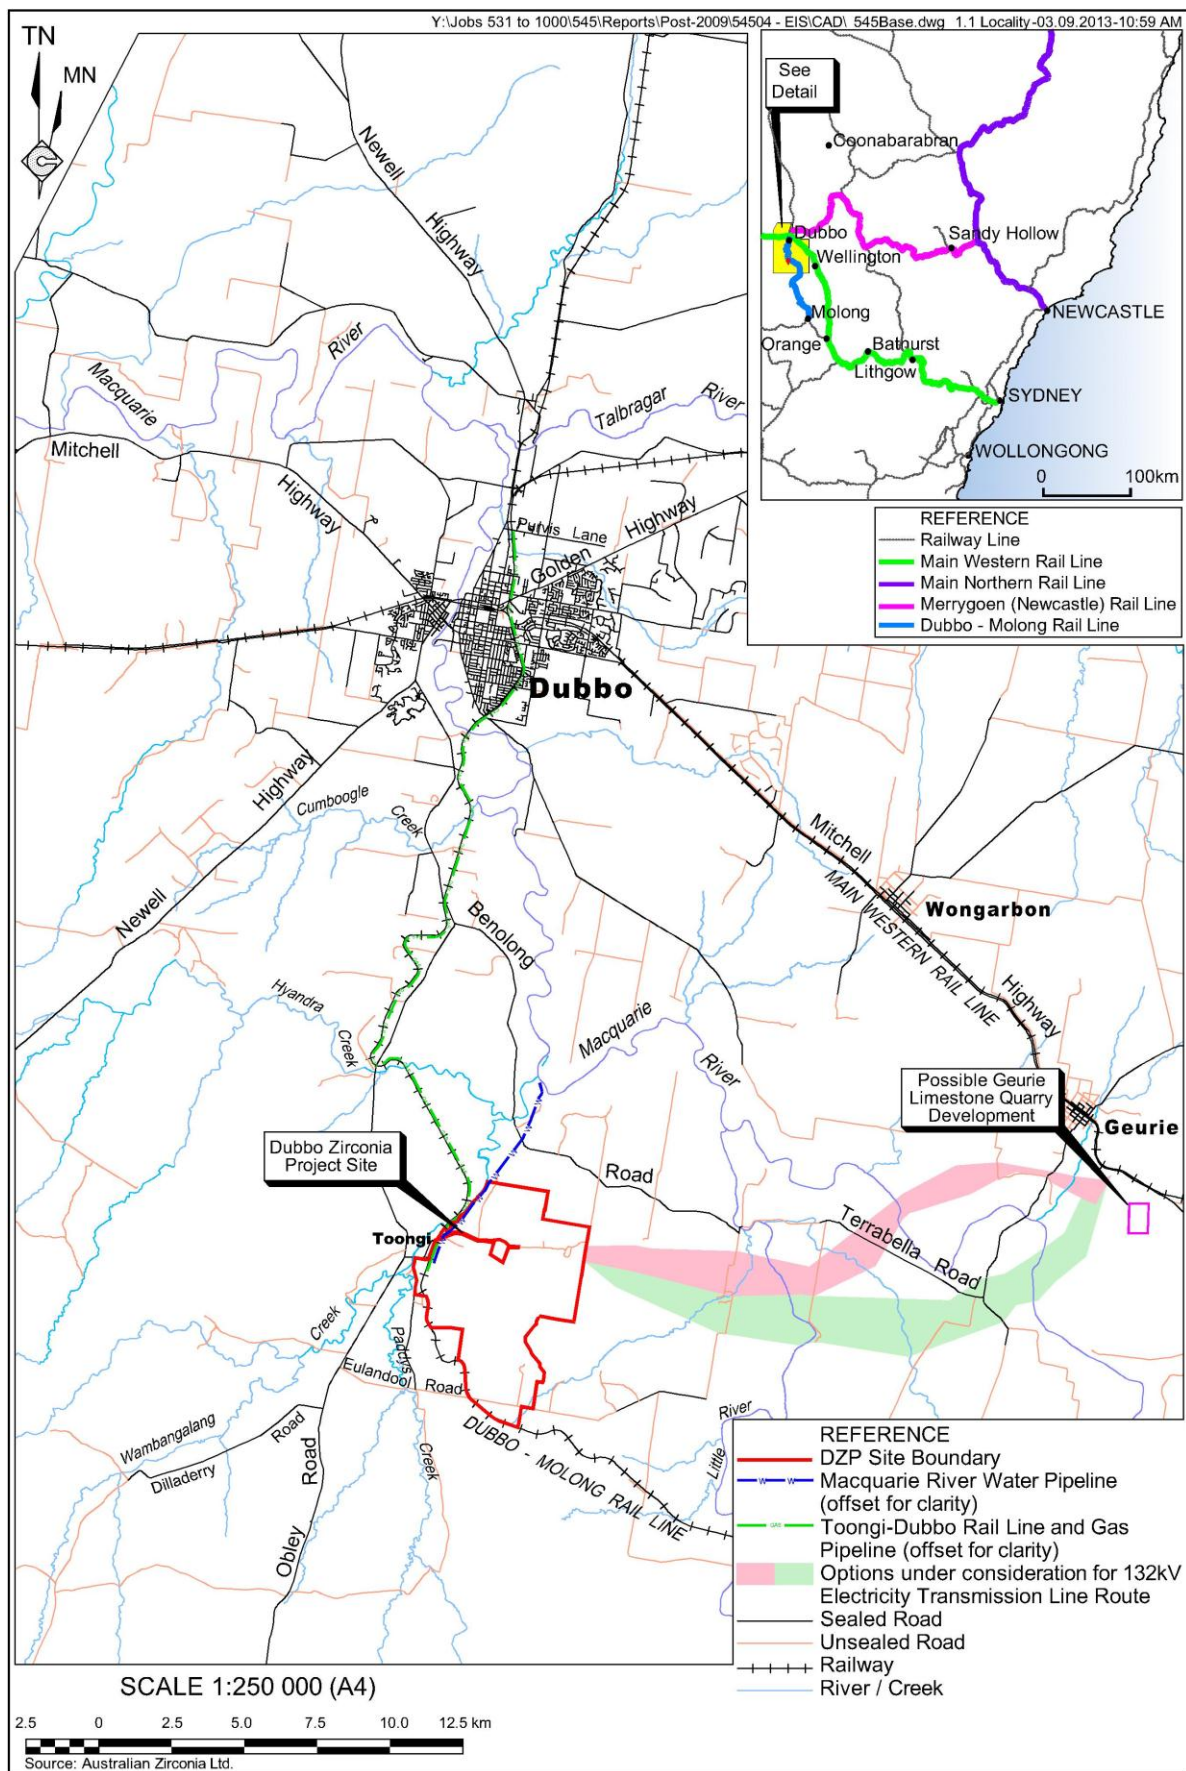 Y:\Jobs 531 to 1000\545\Reports\Post-2009\54504 - EIS\CAD\_545Base.dwg 1.1 Locality-03.09.2013-10:59 AM
TN
MN
See
Detail
Coonabarabran
Dubbo
Sandy Hollow
Wellington
Molong
NEWCASTLE
Orange
Bathurst
Lithgow
SYDNEY
WOLLONGONG
0 100km
REFERENCE
Railway Line
Main Western Rail Line
Main Northern Rail Line
Merrygoen (Newcastle) Rail Line
Dubbo - Molong Rail Line
Newell
Highway
River
Macquarie
Talbragar
River
Mitchell
Highway
Purvis Lane
Golden
Highway
Dubbo
Highway
Cumboogle
Creek
Newell
Mitchell
MAIN WESTERN RAIL LINE
Wongarbon
Highway
Benolong
Hyandra
Creek
Macquarie
River
Possible Geurie
Limestone Quarry
Development
Geurie
Dubbo Zirconia
Project Site
Road
Toongi
Terrabella Road
Creek
Paddys
Eulandool Road
Wambangalang
Road
Dilladerry
Road
Creek
DUBBO - MOLONG RAIL LINE
River
Little
Obley
REFERENCE
DZP Site Boundary
W W
Macquarie River Water Pipeline
(offset for clarity)
GAS
Toongi-Dubbo Rail Line and Gas
Pipeline (offset for clarity)
Options under consideration for 132kV
Electricity Transmission Line Route
Sealed Road
Unsealed Road
Railway
River / Creek
SCALE 1:250 000 (A4)
2.5 0 2.5 5.0 7.5 10.0 12.5 km
Source: Australian Zirconia Ltd.